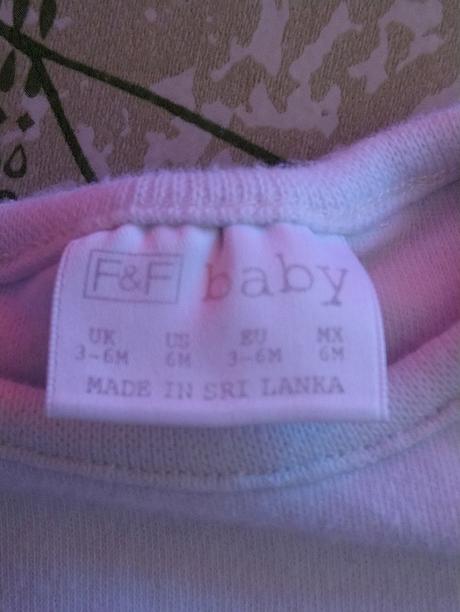 F&F baby
UK US EU MX
3-6M 6M 3-6M 6M
MADE IN SRI LANKA